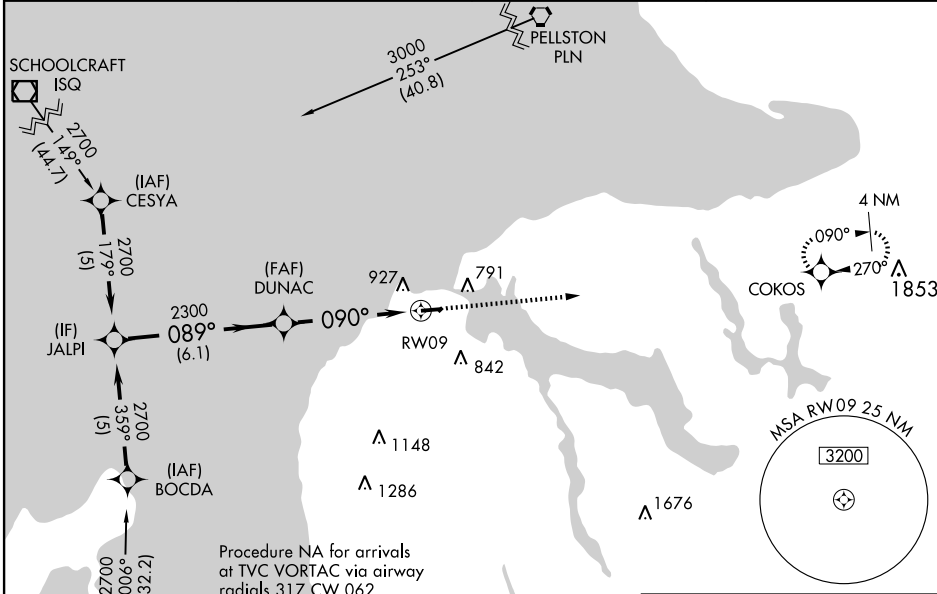 3000
253°
(40.8)
PELLSTON
PLN
SCHOOLCRAFT
ISQ
2700
149°
(44.7)
(IAF)
CESYA
2700
179°
(5)
4 NM
090°
270°
COKOS
1853
(FAF)
DUNAC
927
791
2300
089°
(6.1)
090°
(IF)
JALPI
RW09
842
2700
359°
(5)
MSA RW09 25 NM
3200
1148
(IAF)
BOCDA
1286
1676
2700
006°
32.2)
Procedure NA for arrivals
at TVC VORTAC via airway
radials 317 CW 062